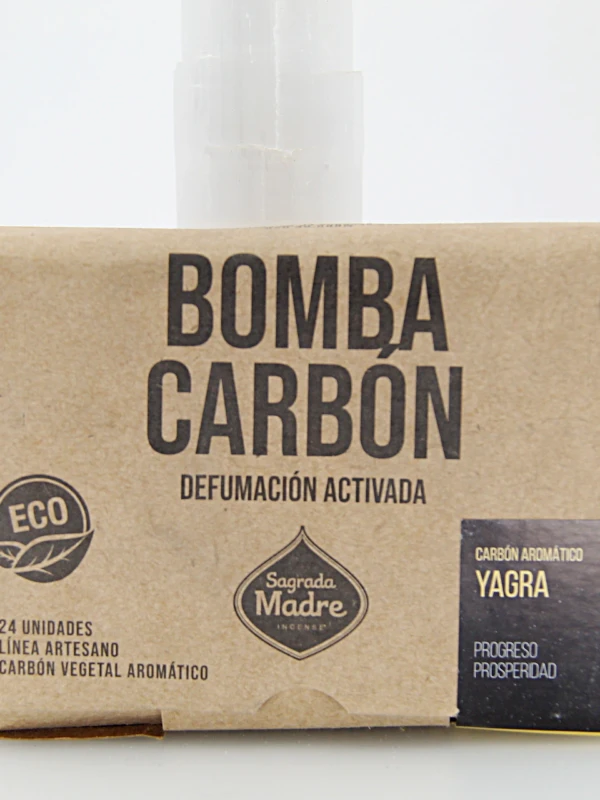 BOMBA
CARBÓN
DEFUMACIÓN ACTIVADA
ECO
Sagrada
Madre
INCENSE
24 UNIDADES
LÍNEA ARTESANO
CARBÓN VEGETAL AROMÁTICO
CARBÓN AROMÁTICO
YAGRA
PROGRESO
PROSPERIDAD